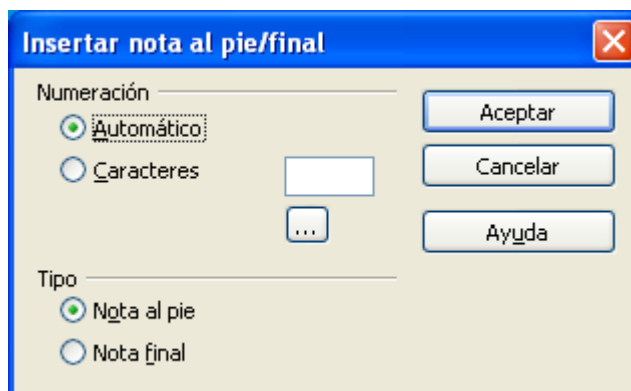 Insertar nota al pie/final
Numeración
Automático
Caracteres
...
Tipo
Nota al pie
Nota final
Aceptar
Cancelar
Ayuda